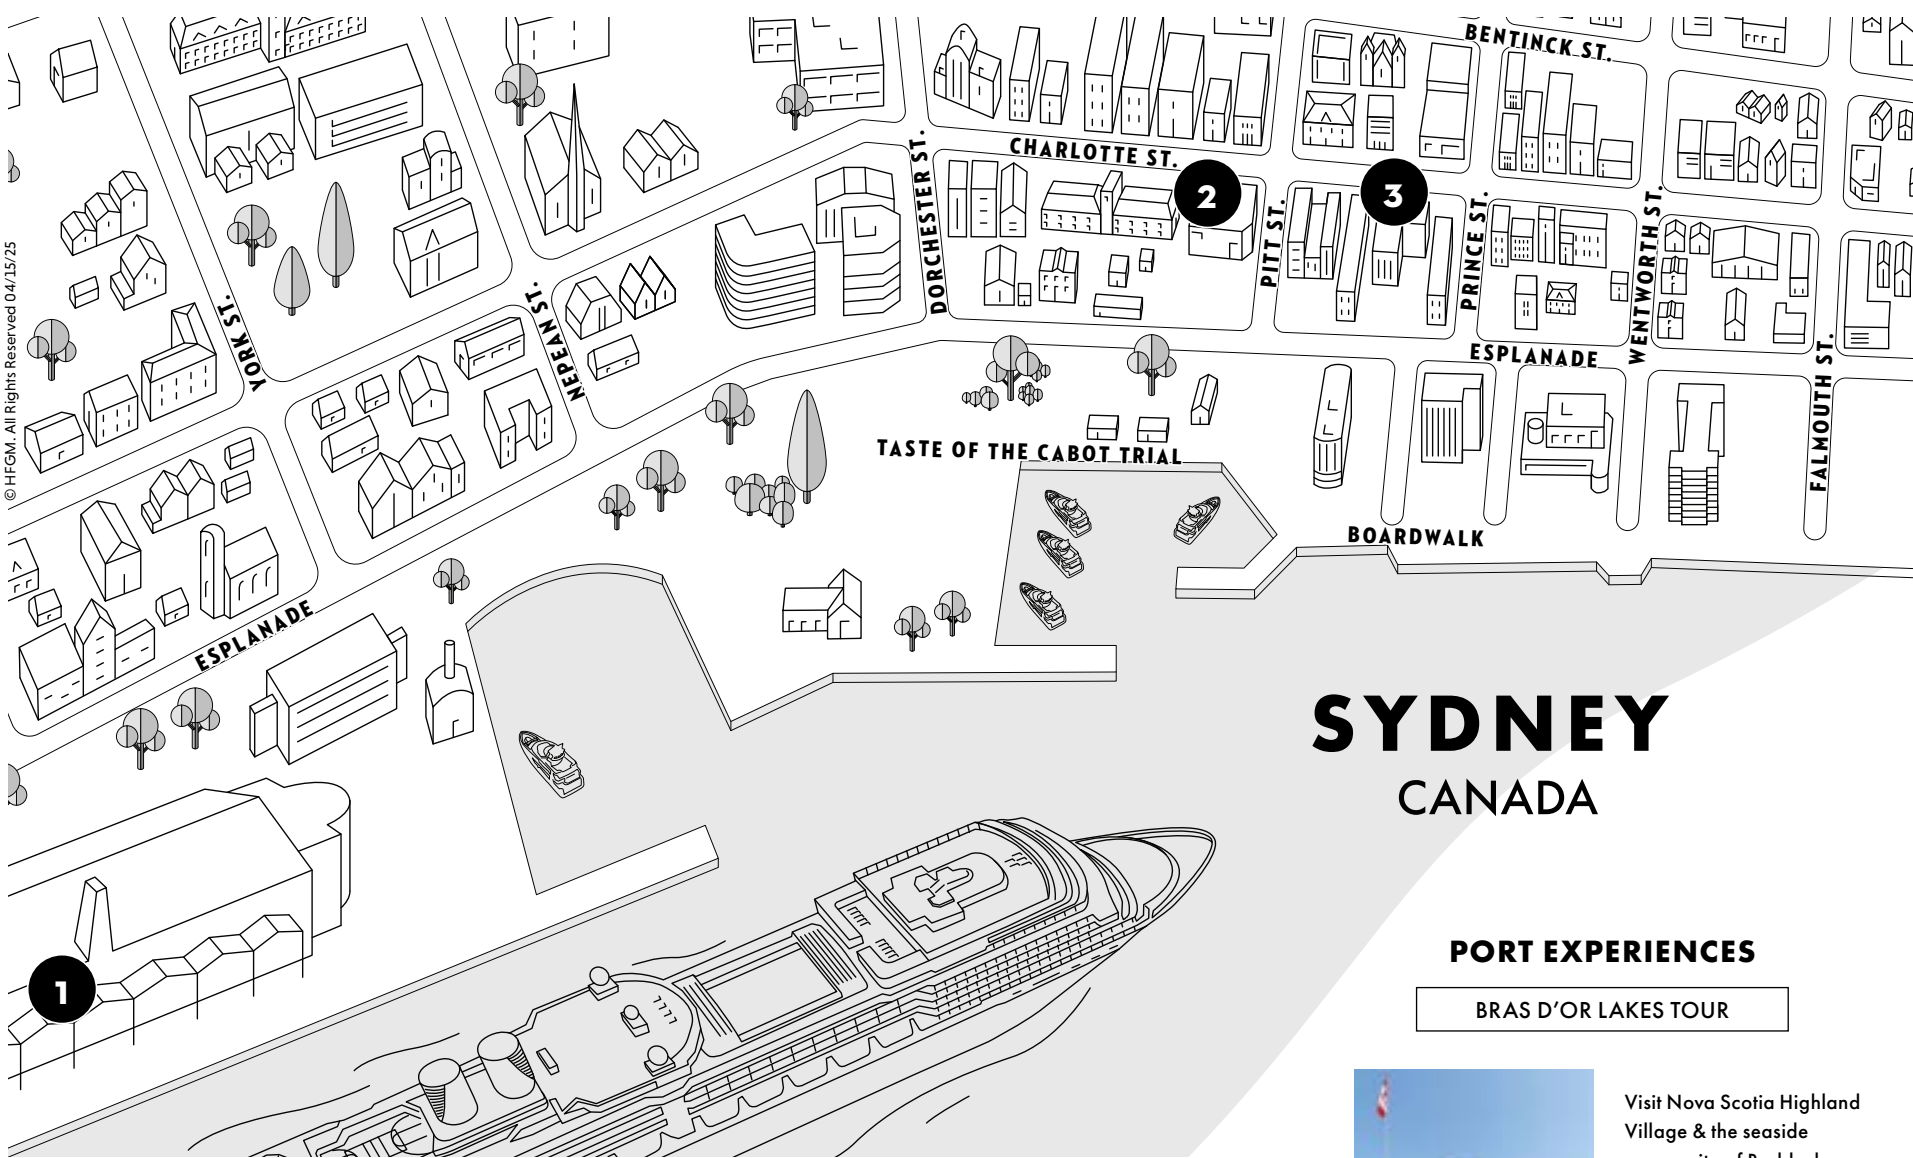 BENTINCK ST.
CHARLOTTE ST.
DORCHESTER ST.
2
3
PITT ST.
PRINCE ST.
WENTWORTH ST.
© HFGM. All Rights Reserved 04/15/25
YORK ST.
NEPEAN ST.
ESPLANADE
FALMOUTH ST.
TASTE OF THE CABOT TRIAL
BOARDWALK
ESPLANADE
SYDNEY
CANADA
1
PORT EXPERIENCES
BRAS D’OR LAKES TOUR
Visit Nova Scotia Highland
Village & the seaside